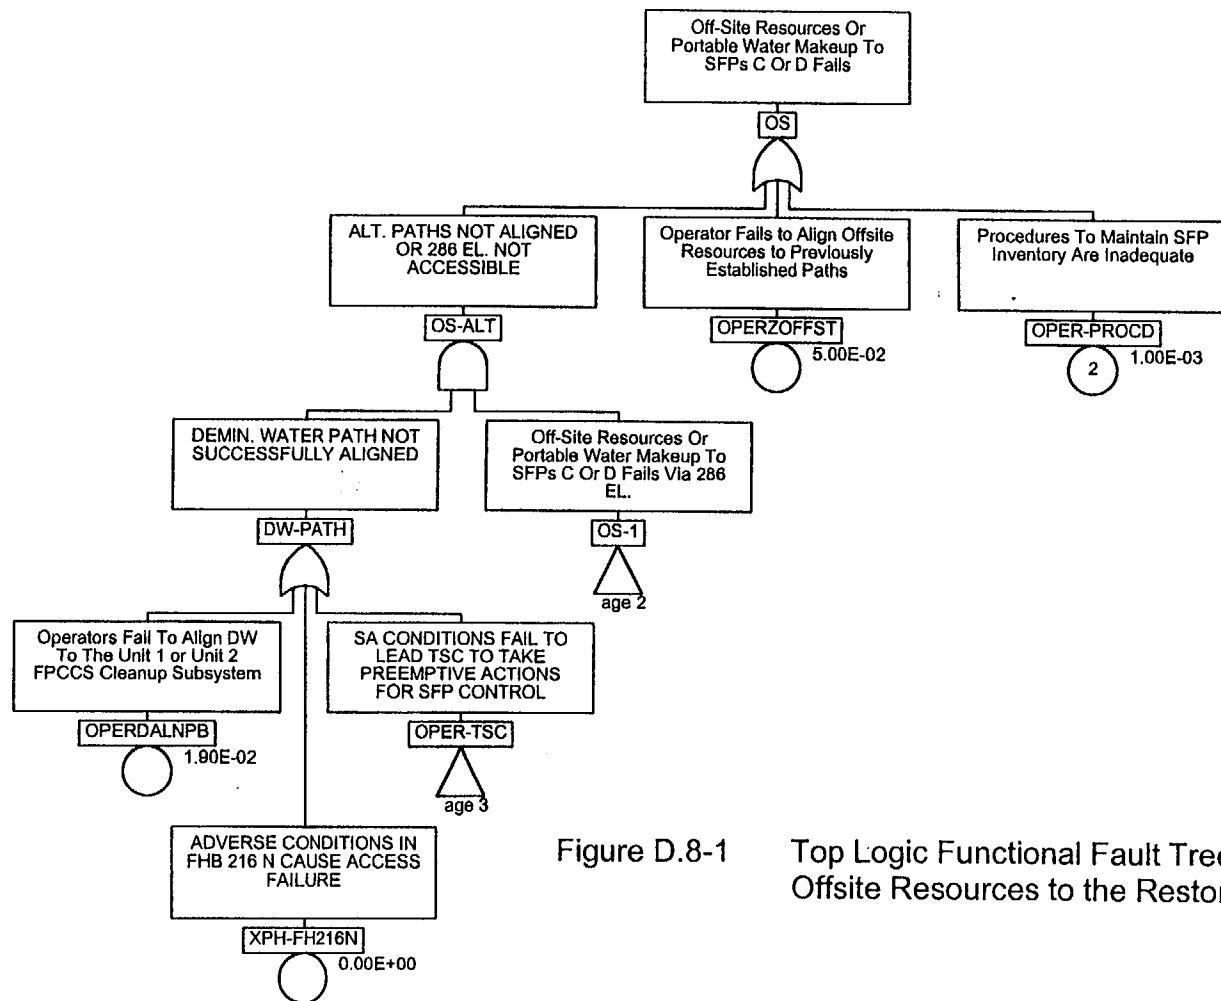 Off-Site Resources Or
Portable Water Makeup To
SFPs C Or D Fails
OS
ALT. PATHS NOT ALIGNED
OR 286 EL. NOT
ACCESSIBLE
OS-ALT
Operator Fails to Align Offsite
Resources to Previously
Established Paths
OPERZOFFST
5.00E-02
Procedures To Maintain SFP
Inventory Are Inadequate
OPER-PROCD
1.00E-03
2
DEMIN. WATER PATH NOT
SUCCESSFULLY ALIGNED
DW-PATH
Off-Site Resources Or
Portable Water Makeup To
SFPs C Or D Fails Via 286
EL.
OS-1
age 2
Operators Fail To Align DW
To The Unit 1 or Unit 2
FPCCS Cleanup Subsystem
OPERDALNPB
1.90E-02
SA CONDITIONS FAIL TO
LEAD TSC TO TAKE
PREEMPTIVE ACTIONS
FOR SFP CONTROL
OPER-TSC
age 3
ADVERSE CONDITIONS IN
FHB 216 N CAUSE ACCESS
FAILURE
XPH-FH216N
0.00E+00
Figure D.8-1 Top Logic Functional Fault Tree
Offsite Resources to the Restor